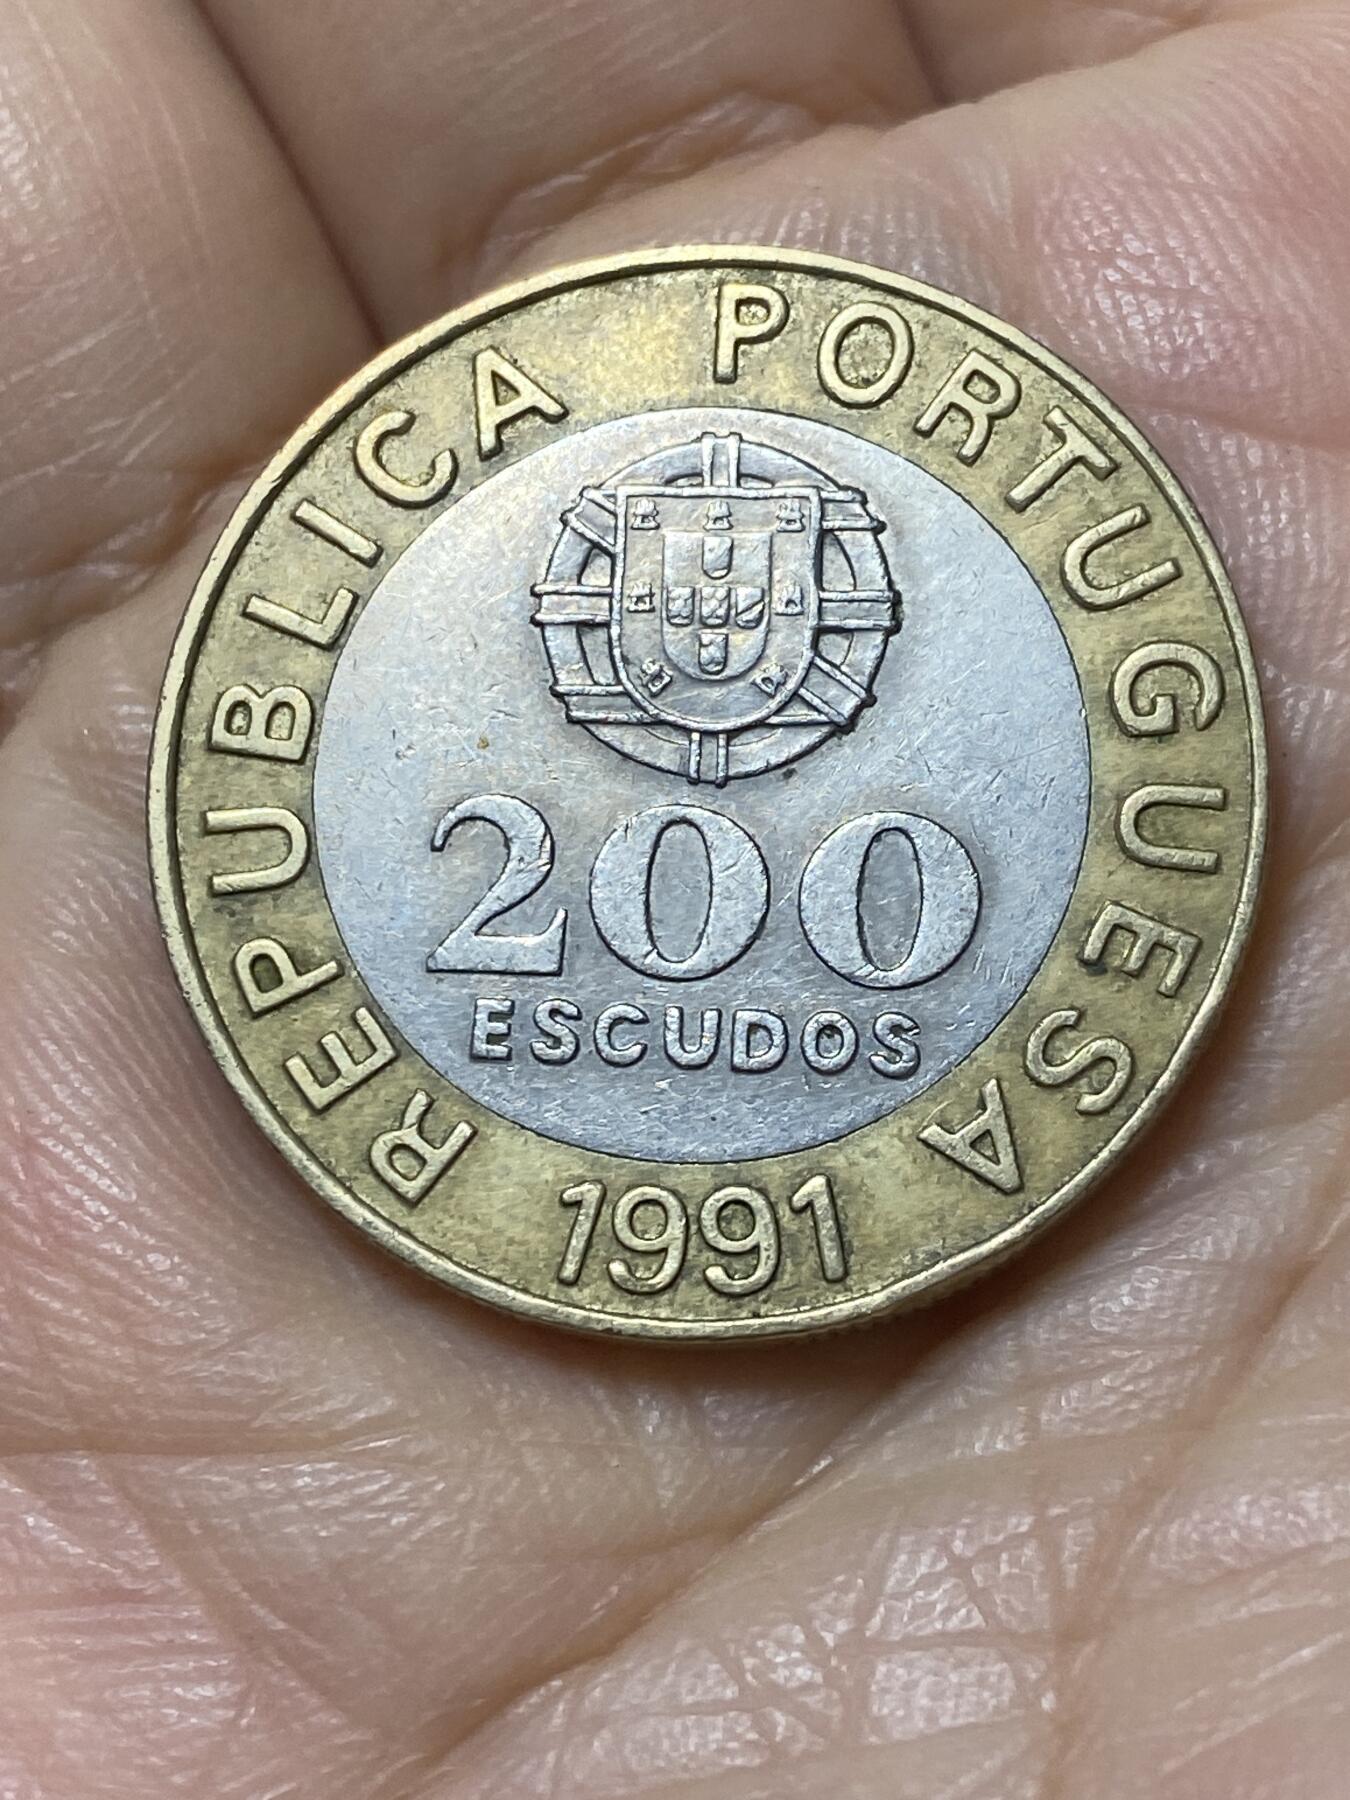 REPUBLICA PORTUGUESA
200
ESCUDOS
1991